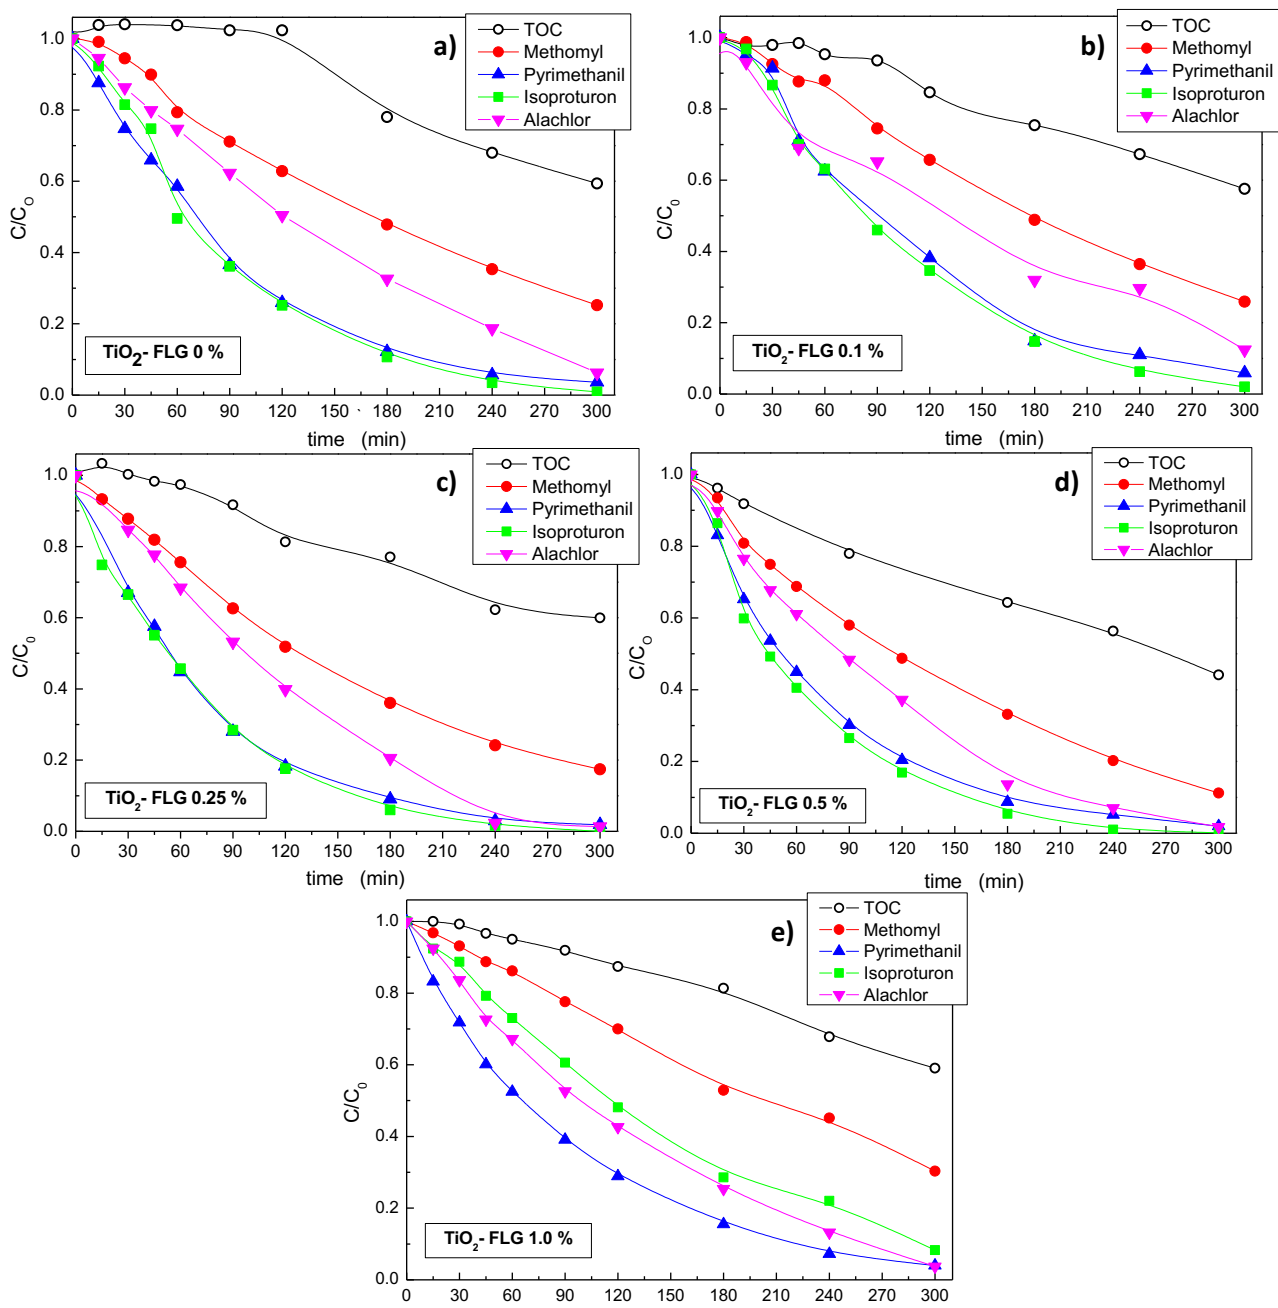 a)
TOC
Methomyl
Pyrimethanil
Isoproturon
Alachlor
C/C_O
1.0
0.8
0.6
0.4
0.2
0.0
TiO2- FLG 0 %
0 30 60 90 120 150 180 210 240 270 300
time (min)
b)
TOC
Methomyl
Pyrimethanil
Isoproturon
Alachlor
C/C_0
1.0
0.8
0.6
0.4
0.2
0.0
TiO2- FLG 0.1 %
0 30 60 90 120 150 180 210 240 270 300
time (min)
c)
TOC
Methomyl
Pyrimethanil
Isoproturon
Alachlor
C/C_0
1.0
0.8
0.6
0.4
0.2
0.0
TiO2- FLG 0.25 %
0 30 60 90 120 150 180 210 240 270 300
time (min)
d)
TOC
Methomyl
Pyrimethanil
Isoproturon
Alachlor
C/C_O
1.0
0.8
0.6
0.4
0.2
0.0
TiO2- FLG 0.5 %
0 30 60 90 120 150 180 210 240 270 300
time (min)
e)
TOC
Methomyl
Pyrimethanil
Isoproturon
Alachlor
C/C_0
1.0
0.8
0.6
0.4
0.2
0.0
TiO2- FLG 1.0 %
0 30 60 90 120 150 180 210 240 270 300
time (min)